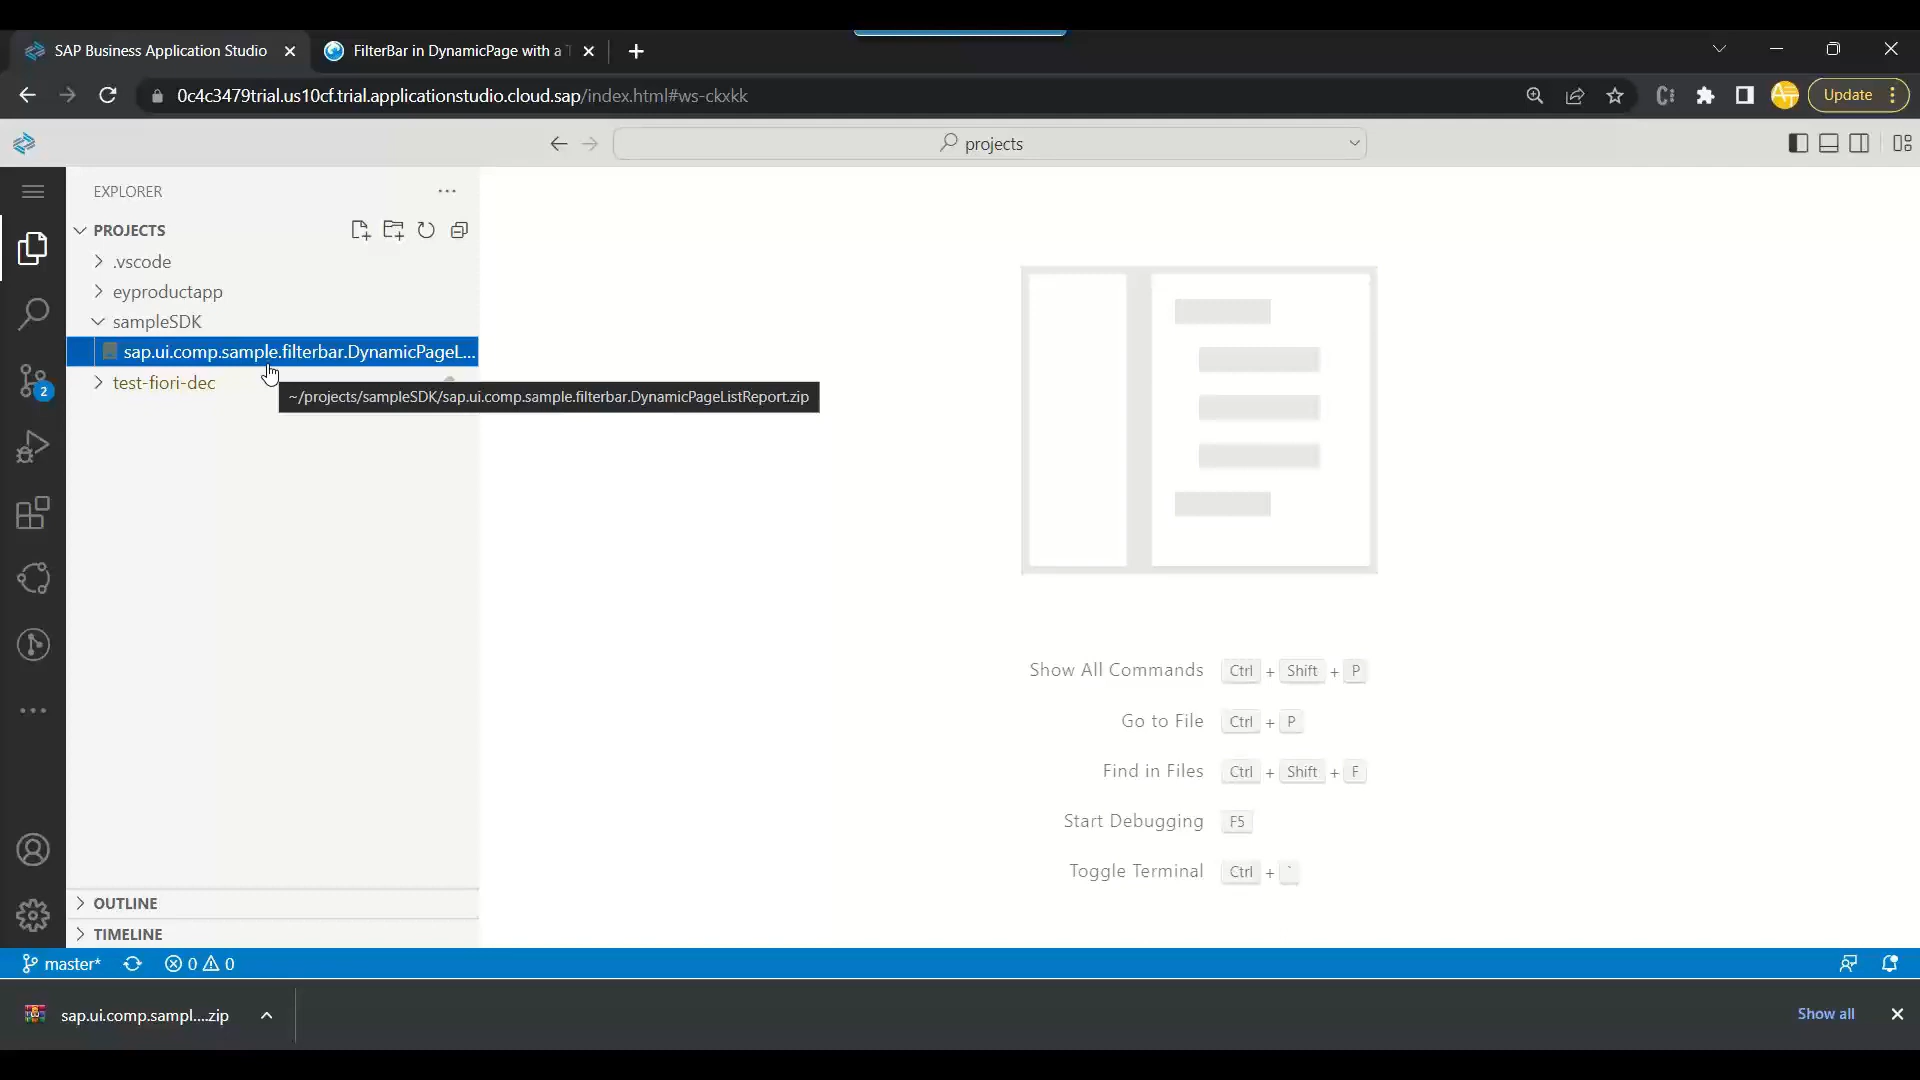 SAP Business Application Studio
FilterBar in DynamicPage with a
0c4c3479trial.us10cf.trial.applicationstudio.cloud.sap/index.html#ws-ckxkk
Update
projects
EXPLORER
PROJECTS
.vscode
eyproductapp
sampleSDK
sap.ui.comp.sample.filterbar.DynamicPageL...
test-fiori-dec
~/projects/sampleSDK/sap.ui.comp.sample.filterbar.DynamicPageListReport.zip
2
Show All Commands Ctrl + Shift + P
Go to File Ctrl + P
Find in Files Ctrl + Shift + F
Start Debugging F5
Toggle Terminal Ctrl + `
OUTLINE
TIMELINE
master* 0 0
sap.ui.comp.sampl....zip
Show all